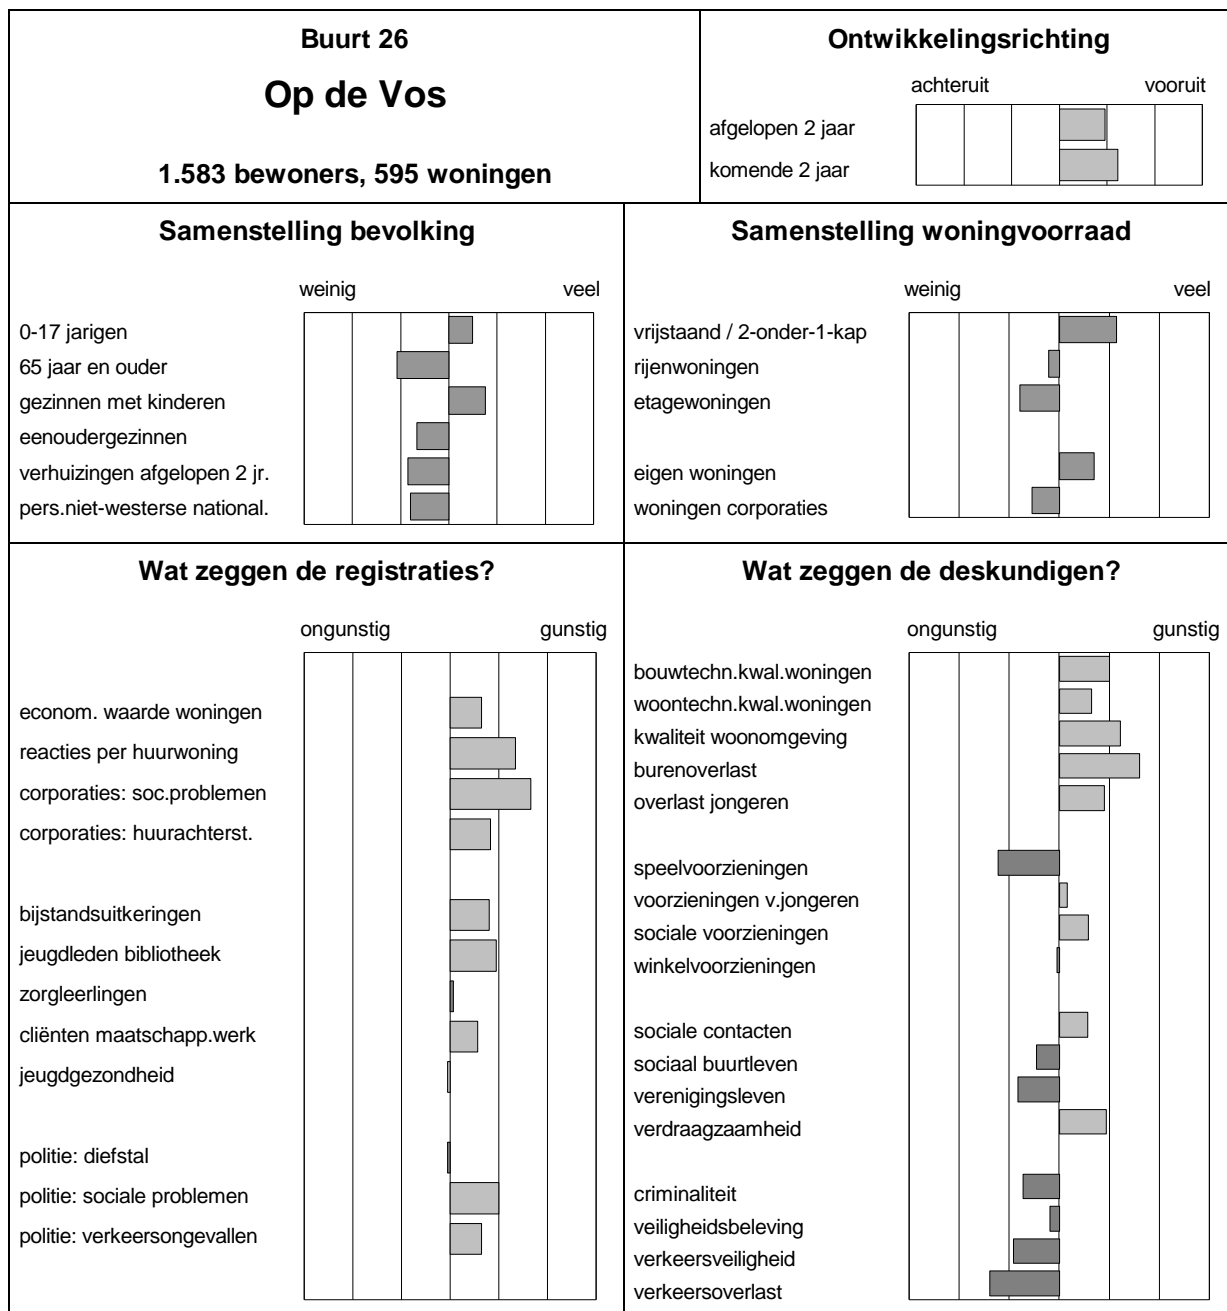 Buurt 26
Op de Vos
1.583 bewoners, 595 woningen
Ontwikkelingsrichting
achteruit vooruit
afgelopen 2 jaar
komende 2 jaar
Samenstelling bevolking
weinig veel
0-17 jarigen
65 jaar en ouder
gezinnen met kinderen
eenoudergezinnen
verhuizingen afgelopen 2 jr.
pers.niet-westerse national.
Samenstelling woningvoorraad
weinig veel
vrijstaand / 2-onder-1-kap
rijenwoningen
etagewoningen
eigen woningen
woningen corporaties
Wat zeggen de registraties?
ongunstig gunstig
econom. waarde woningen
reacties per huurwoning
corporaties: soc.problemen
corporaties: huurachterst.
bijstandsuitkeringen
jeugdleden bibliotheek
zorgleerlingen
cliënten maatschapp.werk
jeugdgezondheid
politie: diefstal
politie: sociale problemen
politie: verkeersongevallen
Wat zeggen de deskundigen?
ongunstig gunstig
bouwtechn.kwal.woningen
woontechn.kwal.woningen
kwaliteit woonomgeving
burenoverlast
overlast jongeren
speelvoorzieningen
voorzieningen v.jongeren
sociale voorzieningen
winkelvoorzieningen
sociale contacten
sociaal buurtleven
verenigingsleven
verdraagzaamheid
criminaliteit
veiligheidsbeleving
verkeersveiligheid
verkeersoverlast